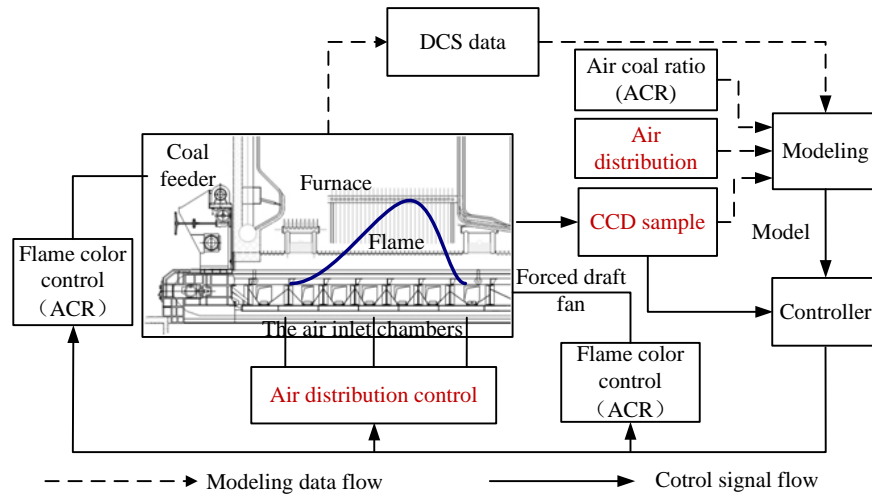 DCS data
Air coal ratio
(ACR)
Air
distribution
Modeling
Coal
feeder
Furnace
Flame
CCD sample
Model
Flame color
control
（ACR）
Forced draft
fan
Controller
The air inlet chambers
Air distribution control
Flame color
control
（ACR）
Modeling data flow
Cotrol signal flow